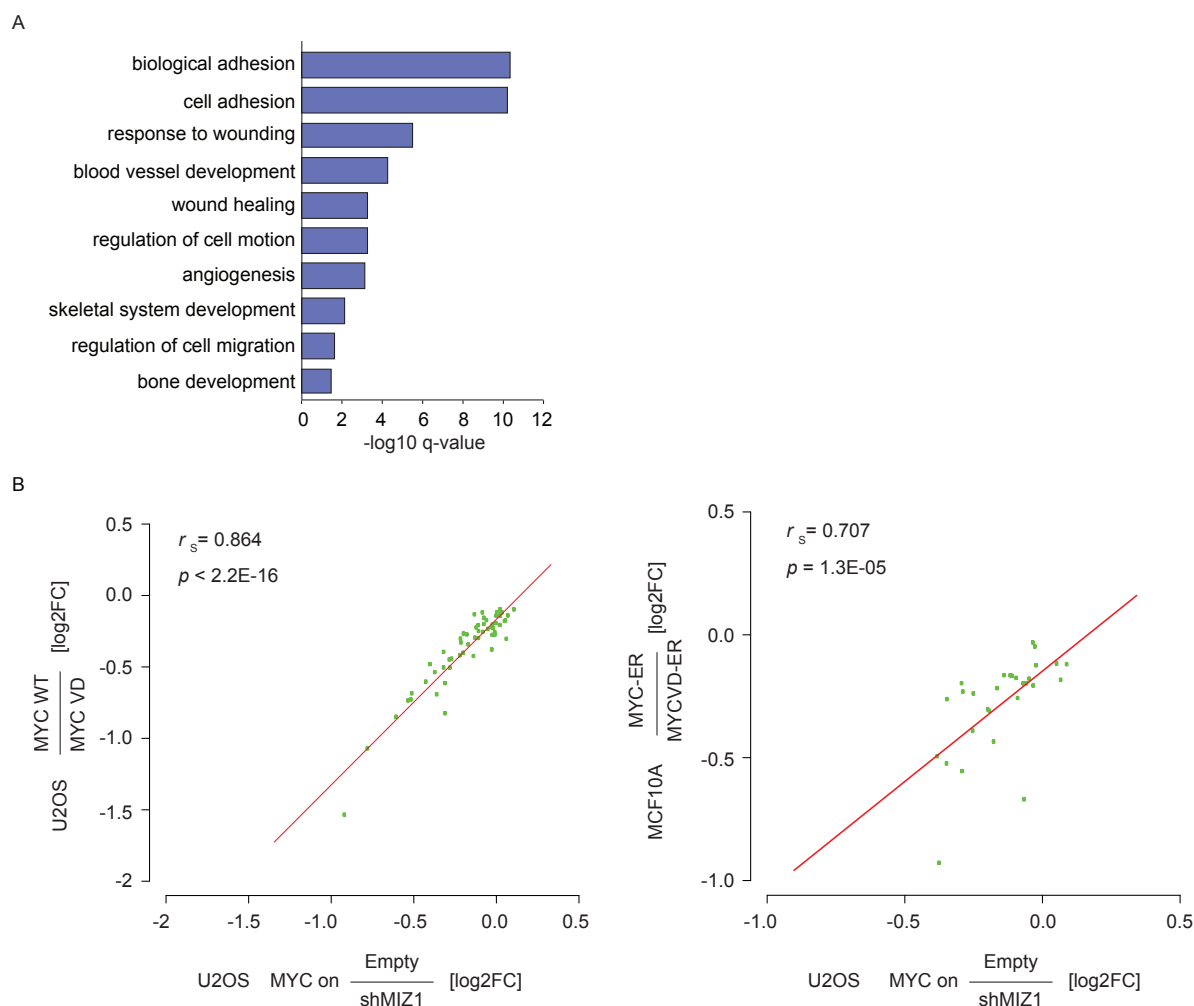 A
biological adhesion
cell adhesion
response to wounding
blood vessel development
wound healing
regulation of cell motion
angiogenesis
skeletal system development
regulation of cell migration
bone development
0 2 4 6 8 10 12
-log10 q-value
B
0.5
0.0
-0.5
-1.0
-1.5
-2
r S = 0.864
p < 2.2E-16
U2OS MYC WT / MYC VD [log2FC]
-2 -1.5 -1.0 -0.5 0.0 0.5
U2OS MYC on Empty / shMIZ1 [log2FC]
0.5
0.0
-0.5
-1.0
r S = 0.707
p = 1.3E-05
MCF10A MYC-ER / MYCVD-ER [log2FC]
-1.0 -0.5 0.0 0.5
U2OS MYC on Empty / shMIZ1 [log2FC]